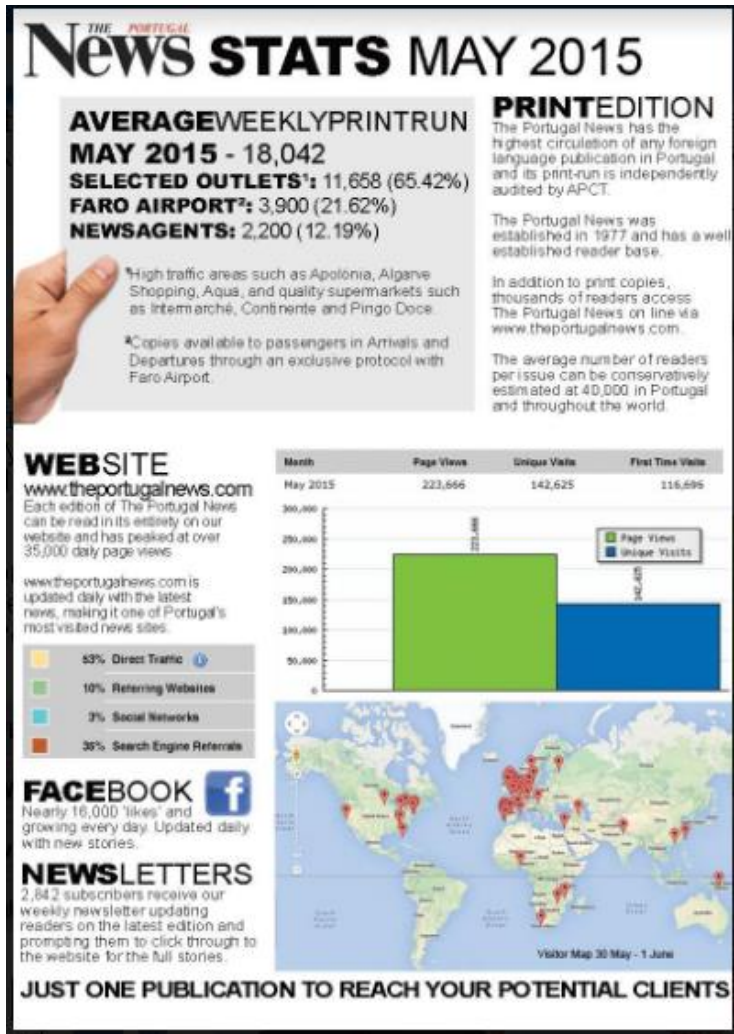 THE PORTUGAL
News STATS MAY 2015
AVERAGEWEEKLYPRINTRUN
MAY 2015 - 18,042
SELECTED OUTLETS¹: 11,658 (65.42%)
FARO AIRPORT²: 3,900 (21.62%)
NEWSAGENTS: 2,200 (12.19%)
¹High traffic areas such as Apolonia, Algarve
Shopping, Aqua, and quality supermarkets such
as Intermarché, Continente and Pingo Doce.
²Copies available to passengers in Arrivals and
Departures through an exclusive protocol with
Faro Airport.
PRINTEDITION
The Portugal News has the
highest circulation of any foreign
language publication in Portugal
and its print-run is independently
audited by APCT.
The Portugal News was
established in 1977 and has a well
established reader base.
In addition to print copies,
thousands of readers access
The Portugal News on line via
www.theportugalnews.com.
The average number of readers
per issue can be conservatively
estimated at 40,000 in Portugal
and throughout the world.
WEBSITE
www.theportugalnews.com
Each edition of The Portugal News
can be read in its entirety on our
website and has peaked at over
35,000 daily page views
www.theportugalnews.com is
updated daily with the latest
news, making it one of Portugal's
most visited news sites.
53% Direct Traffic
10% Referring Websites
3% Social Networks
36% Search Engine Referrals
Month Page Views Unique Visits First Time Visits
May 2015 223,666 142,625 116,695
300,000
250,000
200,000
150,000
100,000
50,000
0
223,666
142,625
Page Views
Unique Visits
FACEBOOK
Nearly 16,000 'likes' and
growing every day. Updated daily
with new stories.
NEWSLETTERS
2,842 subscribers receive our
weekly newsletter updating
readers on the latest edition and
prompting them to click through to
the website for the full stories.
Visitor Map 30 May - 1 June
JUST ONE PUBLICATION TO REACH YOUR POTENTIAL CLIENTS